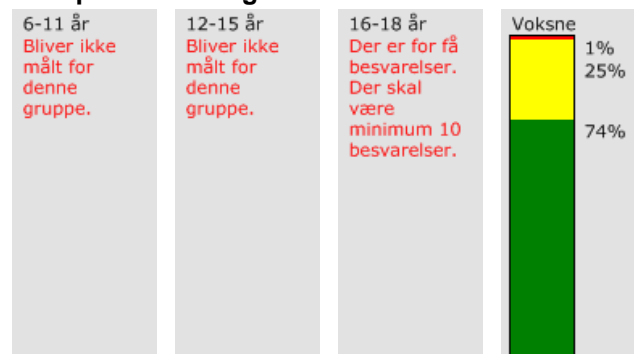 6-11 år
Bliver ikke
målt for
denne
gruppe.
12-15 år
Bliver ikke
målt for
denne
gruppe.
16-18 år
Der er for få
besvarelser.
Der skal
være
minimum 10
besvarelser.
Voksne
1%
25%
74%